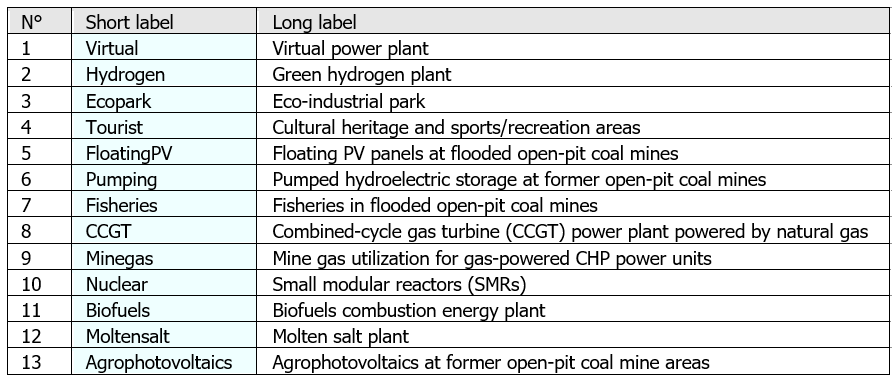 N° Short label Long label
1 Virtual Virtual power plant
2 Hydrogen Green hydrogen plant
3 Ecopark Eco-industrial park
4 Tourist Cultural heritage and sports/recreation areas
5 FloatingPV Floating PV panels at flooded open-pit coal mines
6 Pumping Pumped hydroelectric storage at former open-pit coal mines
7 Fisheries Fisheries in flooded open-pit coal mines
8 CCGT Combined-cycle gas turbine (CCGT) power plant powered by natural gas
9 Minegas Mine gas utilization for gas-powered CHP power units
10 Nuclear Small modular reactors (SMRs)
11 Biofuels Biofuels combustion energy plant
12 Moltensalt Molten salt plant
13 Agrophotovoltaics Agrophotovoltaics at former open-pit coal mine areas